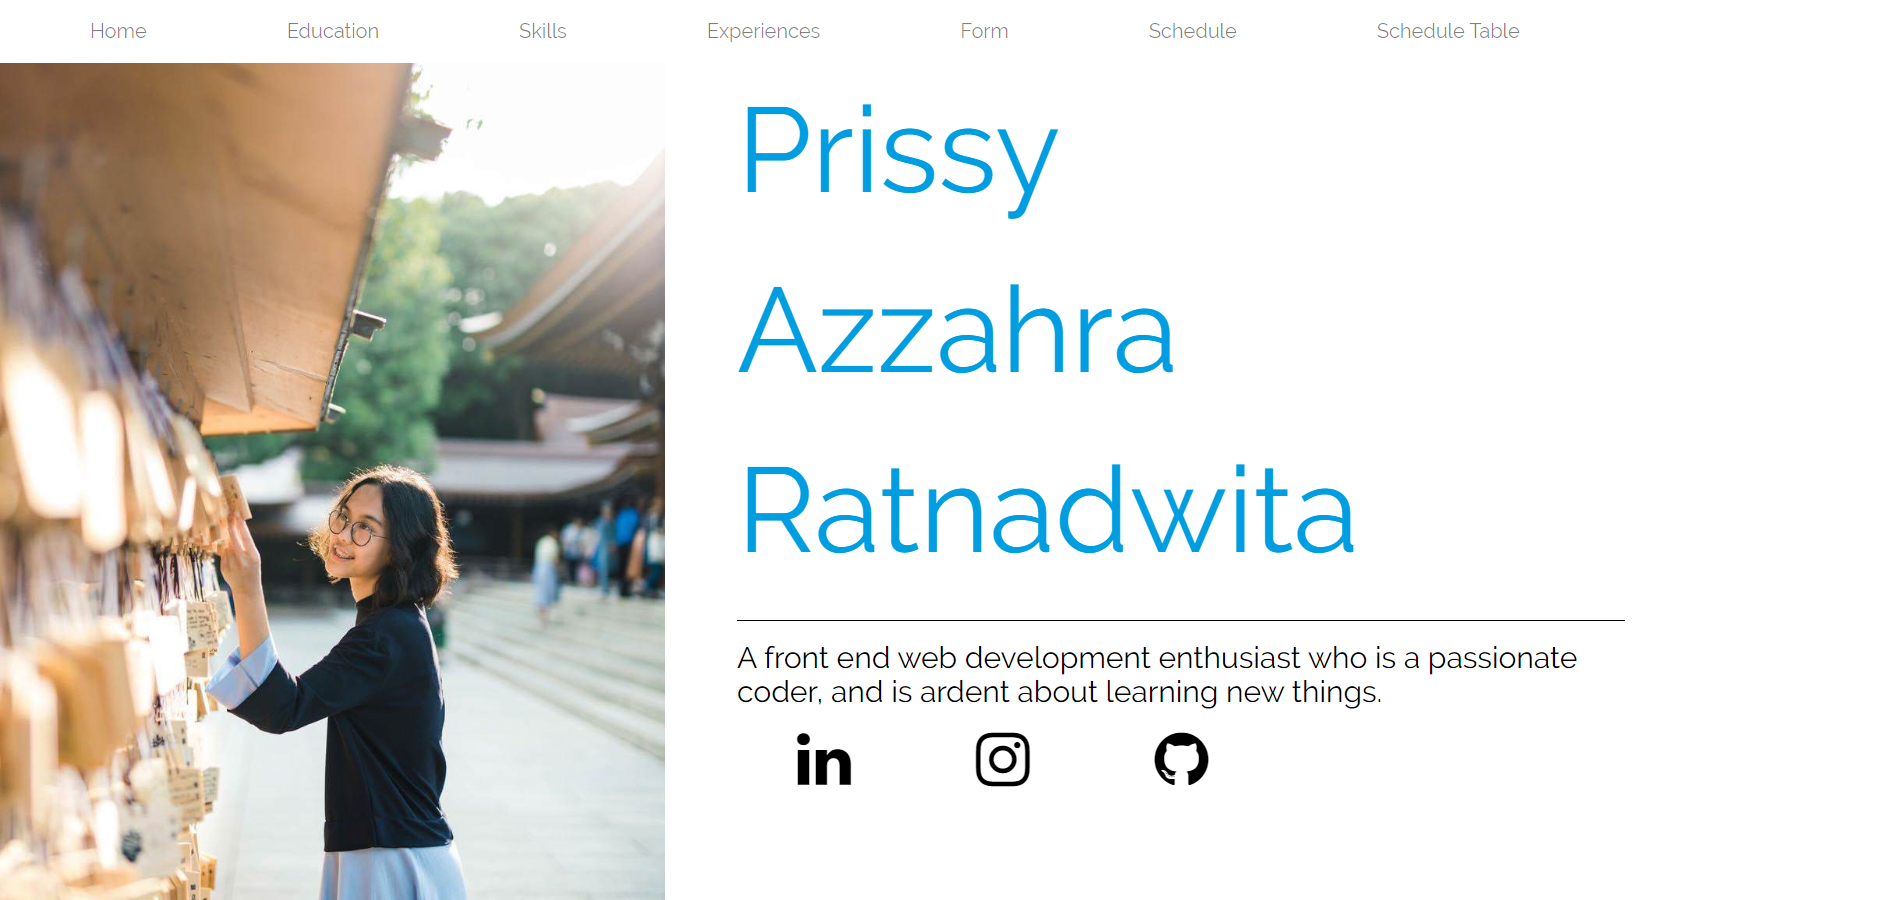 Home Education Skills Experiences Form Schedule Schedule Table
Prissy
Azzahra
Ratnadwita
A front end web development enthusiast who is a passionate
coder, and is ardent about learning new things.
in